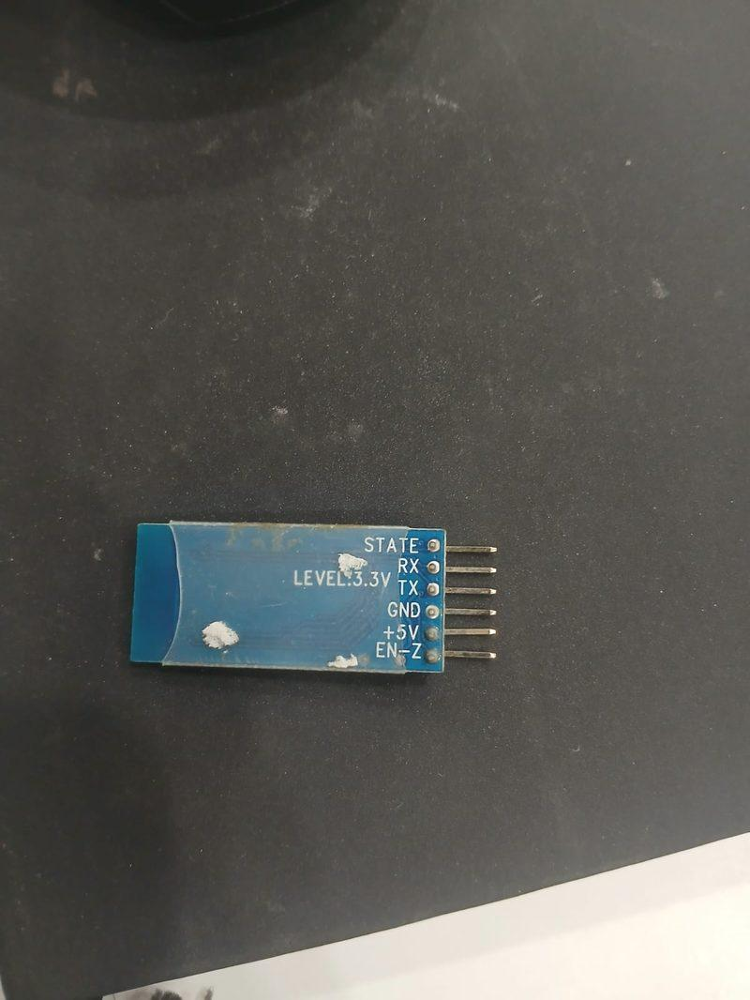 STATE
RX
LEVEL:3.3V
TX
GND
+5V
EN-Z